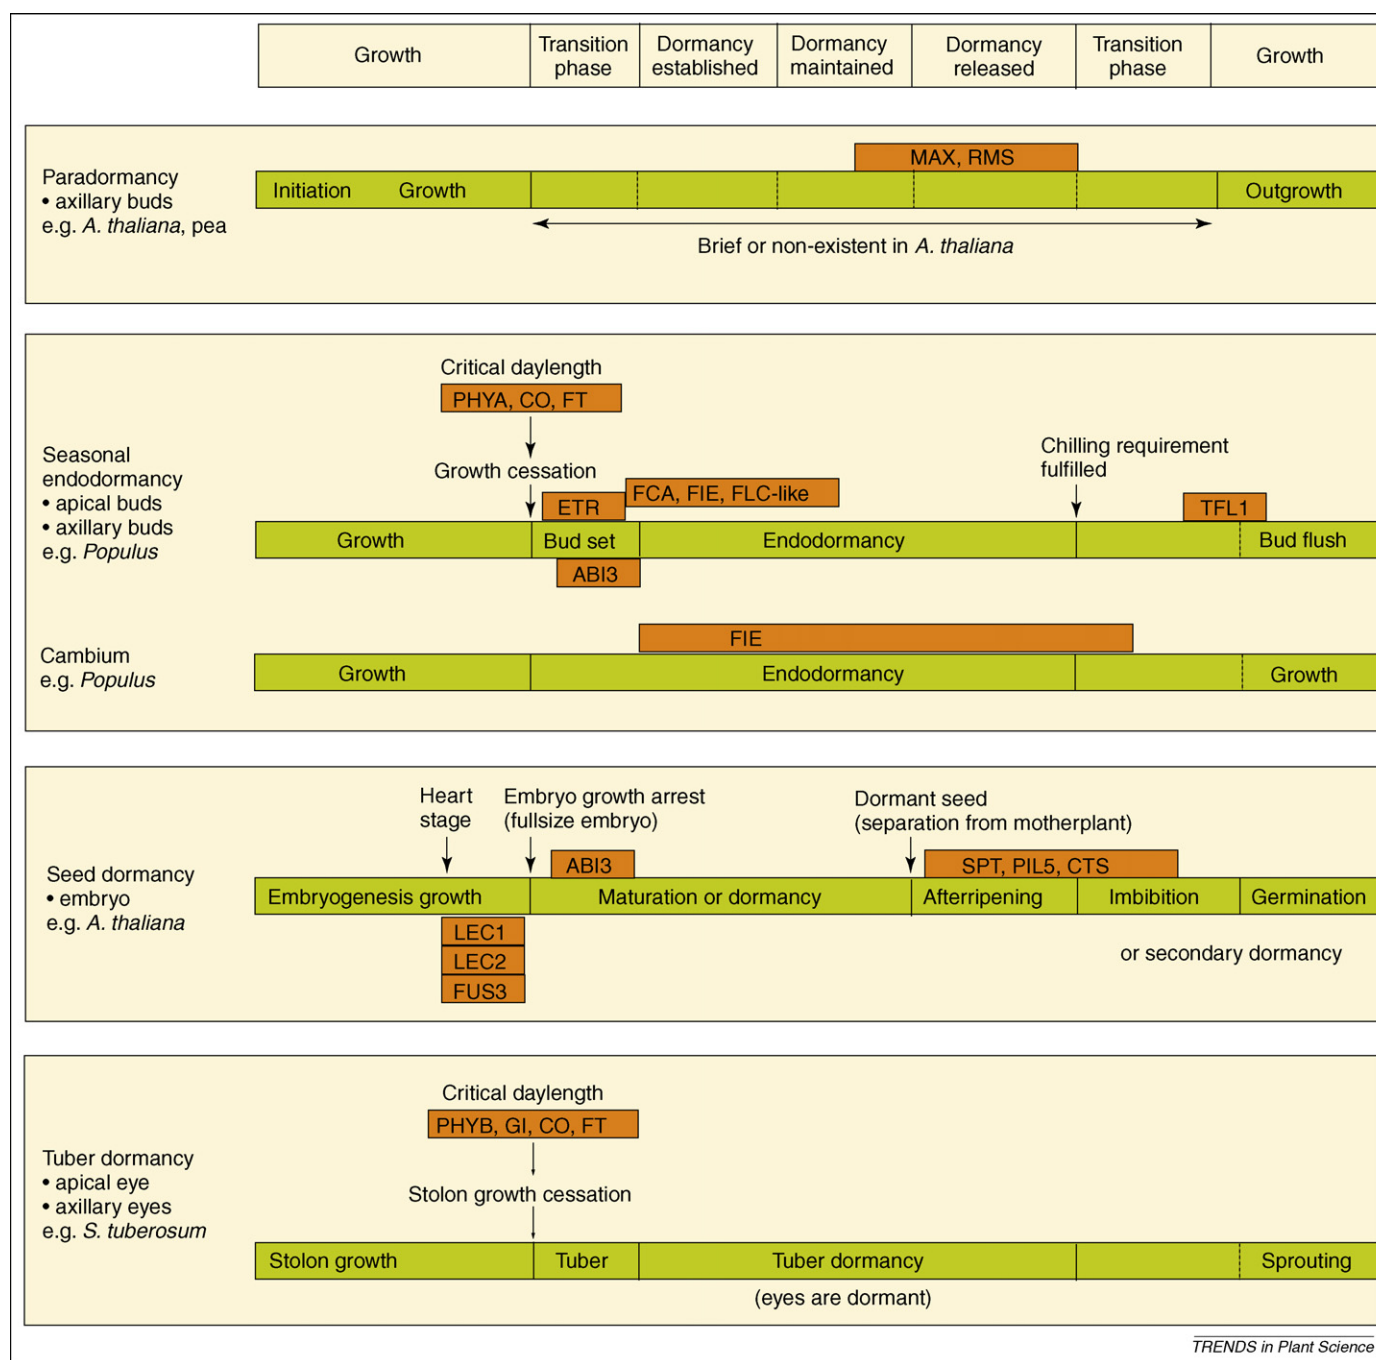 Growth
Transition
phase
Dormancy
established
Dormancy
maintained
Dormancy
released
Transition
phase
Growth
Paradormancy
• axillary buds
e.g. A. thaliana, pea
MAX, RMS
Initiation
Growth
Outgrowth
Brief or non-existent in A. thaliana
Seasonal
endodormancy
• apical buds
• axillary buds
e.g. Populus
Critical daylength
PHYA, CO, FT
Growth cessation
ETR
FCA, FIE, FLC-like
Chilling requirement
fulfilled
TFL1
Growth
Bud set
Endodormancy
Bud flush
ABI3
Cambium
e.g. Populus
FIE
Growth
Endodormancy
Growth
Seed dormancy
• embryo
e.g. A. thaliana
Heart
stage
Embryo growth arrest
(fullsize embryo)
Dormant seed
(separation from motherplant)
ABI3
SPT, PIL5, CTS
Embryogenesis growth
Maturation or dormancy
Afterripening
Imbibition
Germination
LEC1
LEC2
FUS3
or secondary dormancy
Tuber dormancy
• apical eye
• axillary eyes
e.g. S. tuberosum
Critical daylength
PHYB, GI, CO, FT
Stolon growth cessation
Stolon growth
Tuber
Tuber dormancy
Sprouting
(eyes are dormant)
TRENDS in Plant Science